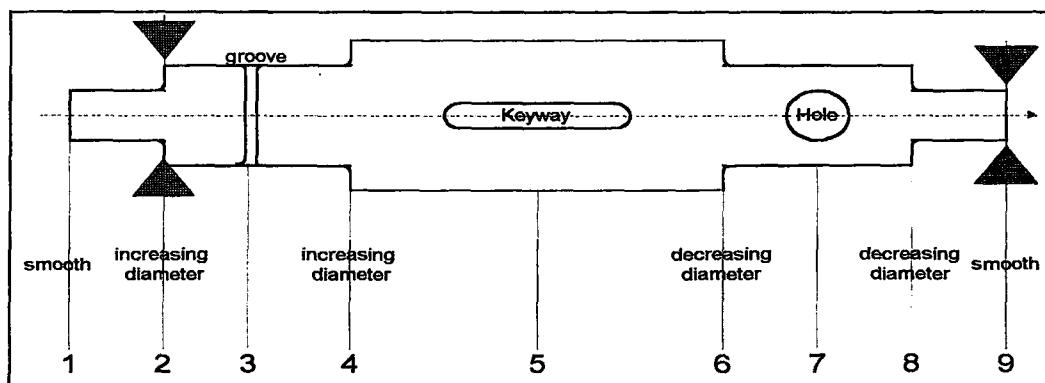 groove
Keyway
Hole
smooth
increasing
diameter
increasing
diameter
decreasing
diameter
decreasing
diameter
smooth
1 2 3 4 5 6 7 8 9